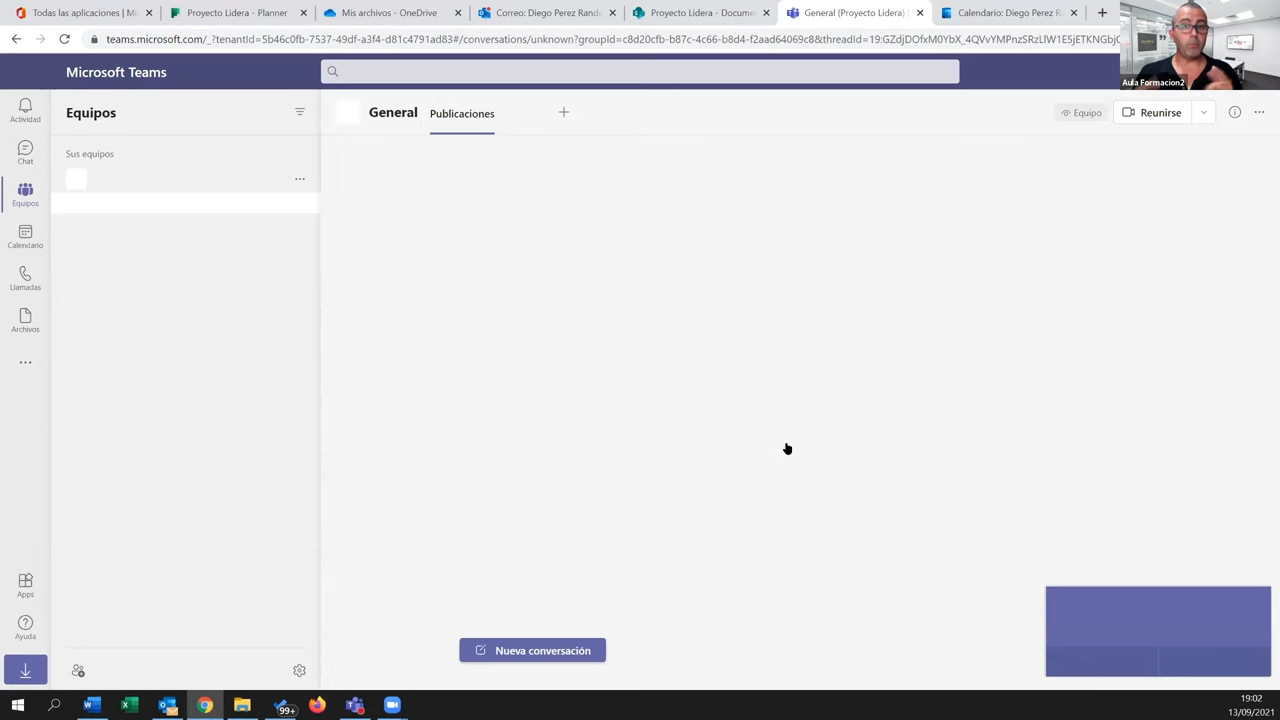 Todas las aplicaciones | Mi
Proyecto Lidera - Planner
Mis archivos - OneDrive
Correo: Diego Perez Rande
Proyecto Lidera - Docume
General (Proyecto Lidera) |
Calendario: Diego Perez R
teams.microsoft.com/_?tenantId=5b46c0fb-7537-49df-a3f4-d81c4791ad83#/conversations/unknown?groupId=c8d20cfb-b87c-4c66-b8d4-f2aad64069c8&threadId=19:GZdjDOfxM0YbX_4QVvYMPnzSRzLIW1E5jETKNGbjC
Aula Formacion2
Microsoft Teams
Actividad
Chat
Equipos
Calendario
Llamadas
Archivos
Apps
Ayuda
Equipos
Sus equipos
General
Publicaciones
Equipo
Reunirse
Nueva conversación
99+
19:02
13/09/2021